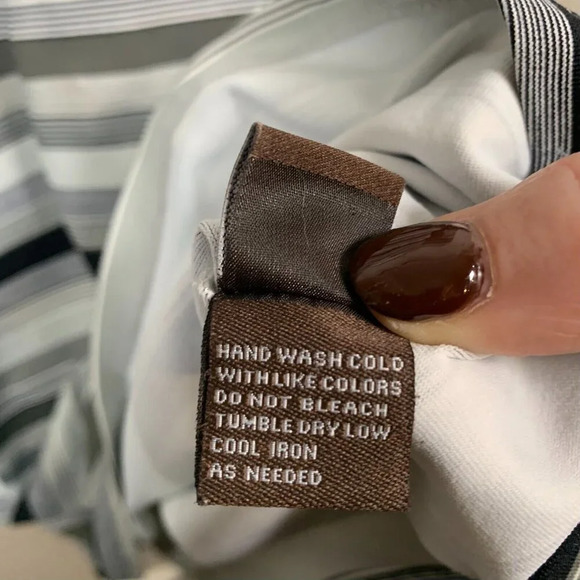 HAND WASH COLD
WITH LIKE COLORS
DO NOT BLEACH
TUMBLE DRY LOW
COOL IRON
AS NEEDED